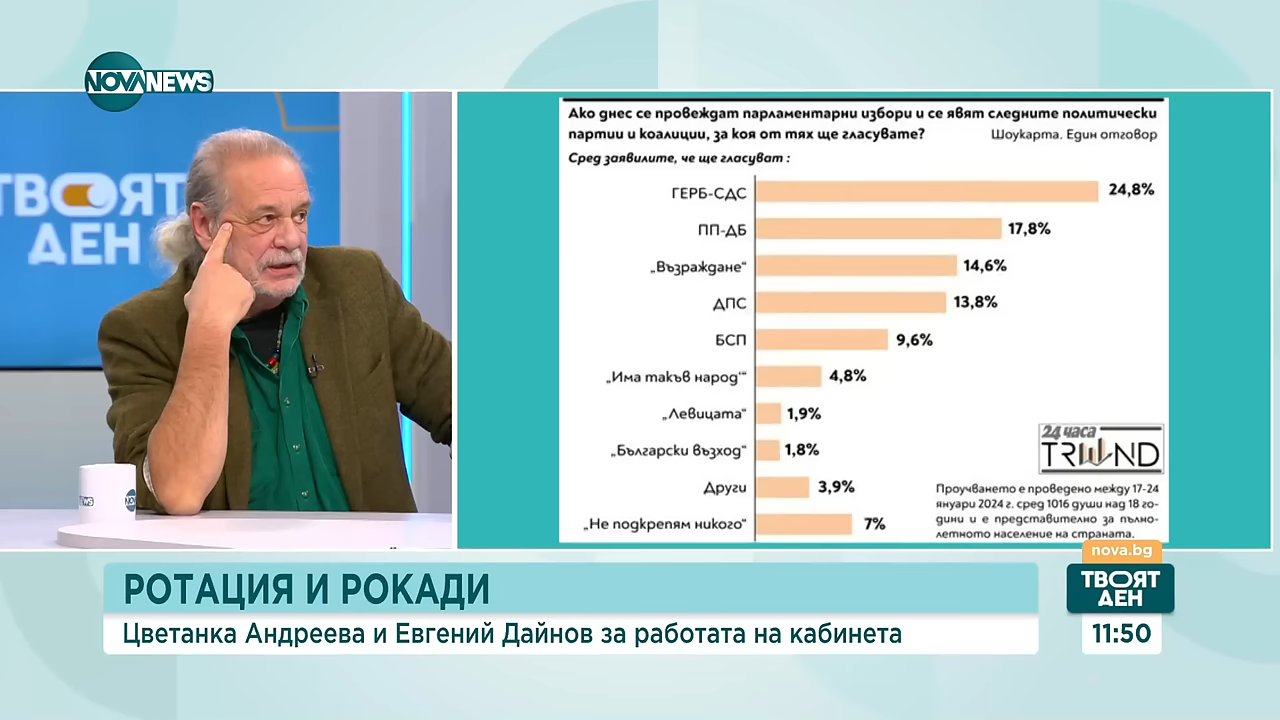 NOVA NEWS
ТВОЯТ
ДЕН
NEWS
NOVA
Ако днес се провеждат парламентарни избори и се явят следните политически
партии и коалиции, за коя от тях ще гласувате? Шоукарта. Един отговор
Сред заявилите, че ще гласуват :
ГЕРБ-СДС 24,8%
ПП-ДБ 17,8%
„Възраждане“ 14,6%
ДПС 13,8%
БСП 9,6%
„Има такъв народ“ 4,8%
„Левицата“ 1,9%
„Български възход“ 1,8%
Други 3,9%
„Не подкрепям никого“ 7%
24 часа
TREND
Проучването е проведено между 17-24
януари 2024 г. сред 1016 души над 18 го-
дини и е представително за пълно-
летното население на страната.
nova.bg
ТВОЯТ
ДЕН
11:50
РОТАЦИЯ И РОКАДИ
Цветанка Андреева и Евгений Дайнов за работата на кабинета